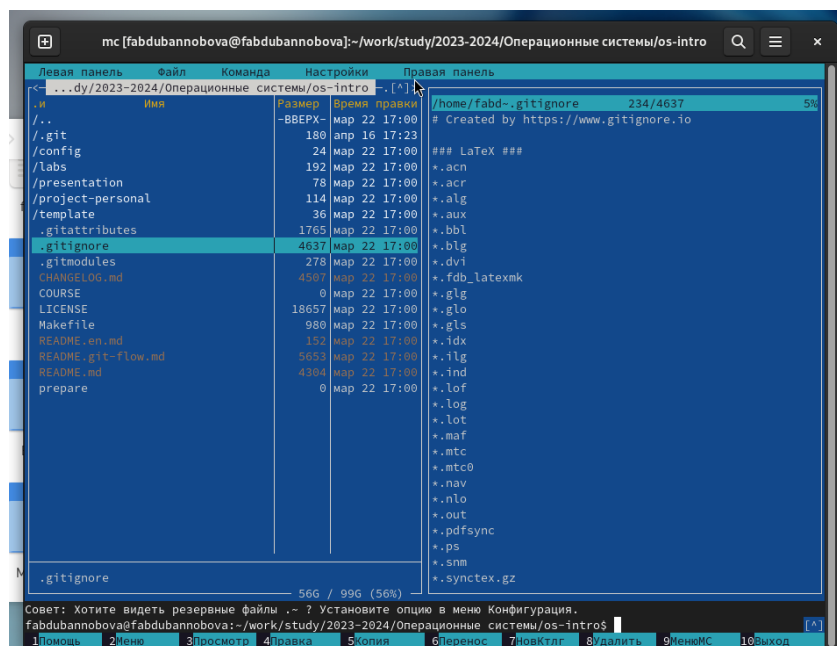 mc [fabdubannobova@fabdubannobova]:~/work/study/2023-2024/Операционные системы/os-intro
Левая панель Файл Команда Настройки Правая панель
<— ...dy/2023-2024/Операционные системы/os-intro —.[^]
.и Имя Размер Время правки
/.. -ВВЕРХ- мар 22 17:00
/.git 180 апр 16 17:23
/config 24 мар 22 17:00
/labs 192 мар 22 17:00
/presentation 78 мар 22 17:00
/project-personal 114 мар 22 17:00
/template 36 мар 22 17:00
.gitattributes 1765 мар 22 17:00
.gitignore 4637 мар 22 17:00
.gitmodules 278 мар 22 17:00
CHANGELOG.md 4507 мар 22 17:00
COURSE 0 мар 22 17:00
LICENSE 18657 мар 22 17:00
Makefile 980 мар 22 17:00
README.en.md 152 мар 22 17:00
README.git-flow.md 5653 мар 22 17:00
README.md 4304 мар 22 17:00
prepare 0 мар 22 17:00
.gitignore
56G / 99G (56%)
/home/fabd~.gitignore 234/4637 5%
# Created by https://www.gitignore.io
### LaTeX ###
*.acn
*.acr
*.alg
*.aux
*.bbl
*.blg
*.dvi
*.fdb_latexmk
*.glg
*.glo
*.gls
*.idx
*.ilg
*.ind
*.lof
*.log
*.lot
*.maf
*.mtc
*.mtc0
*.nav
*.nlo
*.out
*.pdfsync
*.ps
*.snm
*.synctex.gz
Совет: Хотите видеть резервные файлы .~ ? Установите опцию в меню Конфигурация.
fabdubannobova@fabdubannobova:~/work/study/2023-2024/Операционные системы/os-intro$ [^]
1Помощь 2Меню 3Просмотр 4Правка 5Копия 6Перенос 7НовКтлг 8Удалить 9МенюМС 10Выход